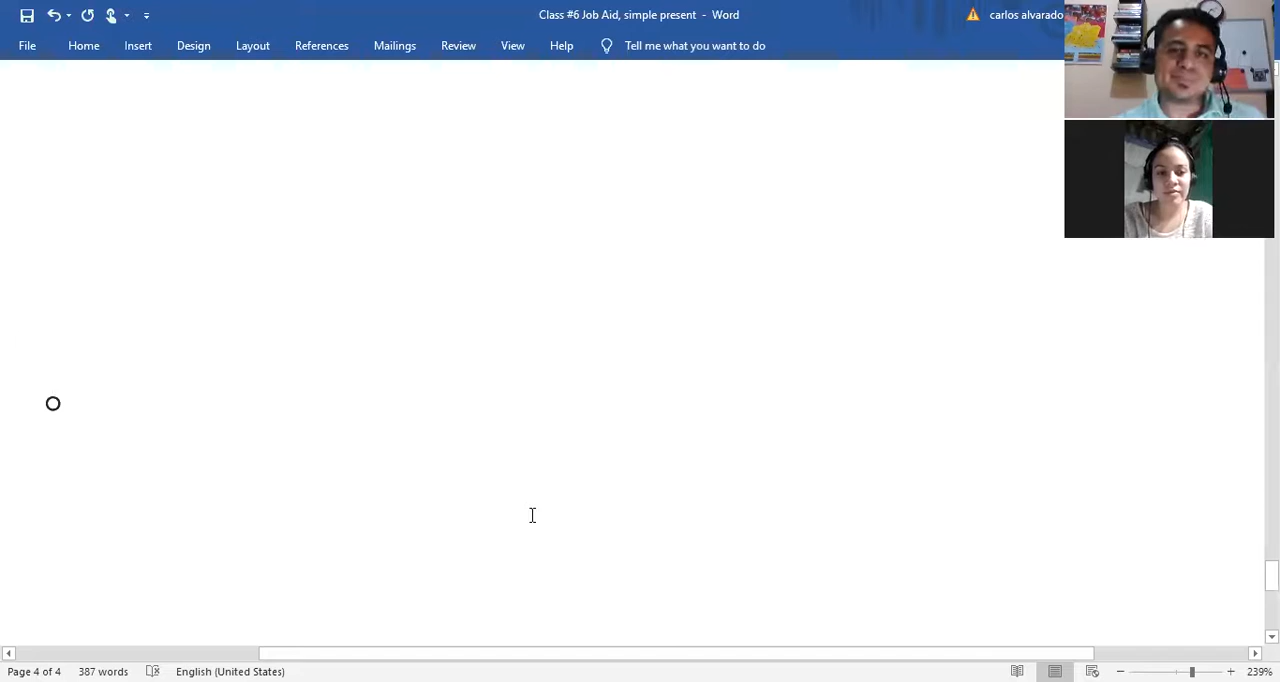 Class #6 Job Aid, simple present - Word
carlos alvarado
File Home Insert Design Layout References Mailings Review View Help Tell me what you want to do
Page 4 of 4 387 words English (United States) 239%